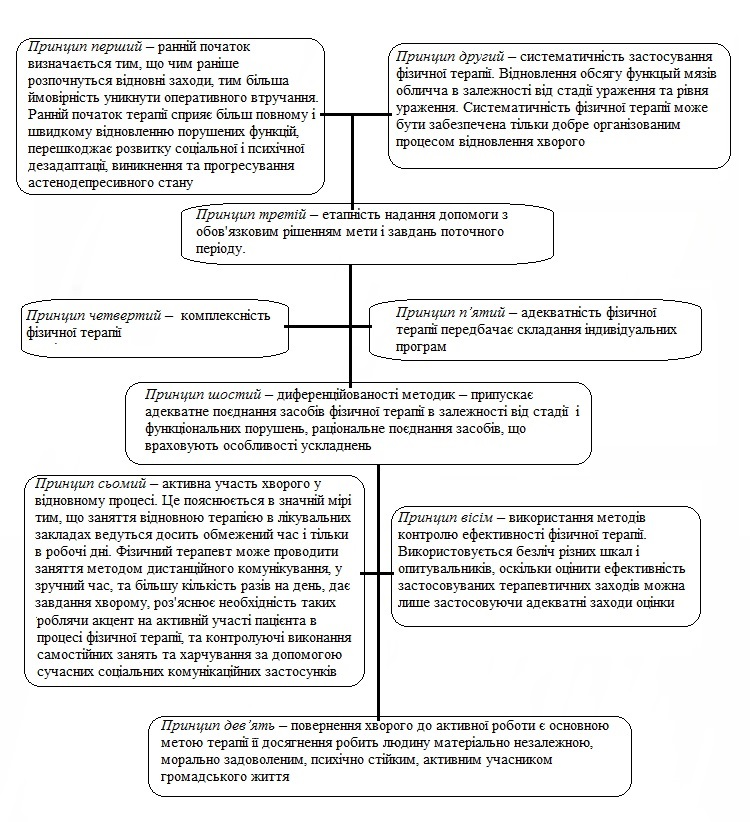 Принцип перший – ранній початок
визначається тим, що чим раніше
розпочнуться відновні заходи, тим більша
ймовірність уникнути оперативного втручання.
Ранній початок терапії сприяє більш повному і
швидкому відновленню порушених функцій,
перешкоджає розвитку соціальної і психічної
дезадаптації, виникнення та прогресування
астенодепресивного стану
Принцип другий – систематичність застосування
фізичної терапії. Відновлення обсягу функцый мязів
обличча в залежності від стадії ураження та рівня
ураження. Систематичність фізичної терапії може
бути забезпечена тільки добре організованим
процесом відновлення хворого
Принцип третій – етапність надання допомоги з
обов'язковим рішенням мети і завдань поточного
періоду.
Принцип четвертий – комплексність
фізичної терапії
Принцип п'ятий – адекватність фізичної
терапії передбачає складання індивідуальних
програм
Принцип шостий – диференційованості методик – припускає
адекватне поєднання засобів фізичної терапії в залежності від стадії і
функціональних порушень, раціональне поєднання засобів, що
враховують особливості ускладнень
Принцип сьомий – активна участь хворого у
відновному процесі. Це пояснюється в значній мірі
тим, що заняття відновною терапією в лікувальних
закладах ведуться досить обмежений час і тільки
в робочі дні. Фізичний терапевт може проводити
заняття методом дистанційного комунікування, у
зручний час, та більшу кількість разів на день, дає
завдання хворому, роз'яснює необхідність таких
роблячи акцент на активній участі пацієнта в
процесі фізичної терапії, та контролуючі виконання
самостійних занять та харчування за допомогою
сучасних соціальних комунікаційних застосунків
Принцип вісім – використання методів
контролю ефективності фізичної терапії.
Використовується безліч різних шкал і
опитувальників, оскільки оцінити ефективність
застосовуваних терапевтичних заходів можна
лише застосовуючи адекватні заходи оцінки
Принцип дев'ять – повернення хворого до активної роботи є основною
метою терапії її досягнення робить людину матеріально незалежною,
морально задоволеним, психічно стійким, активним учасником
громадського життя